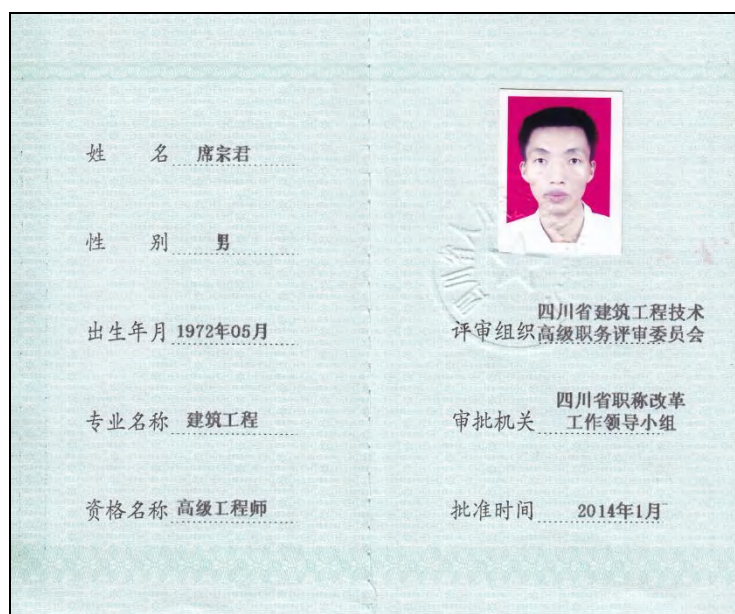 姓 名 席宗君
性 别 男
出生年月 1972年05月
专业名称 建筑工程
资格名称 高级工程师
四川省建筑工程技术
评审组织 高级职务评审委员会
四川省职称改革
审批机关 工作领导小组
批准时间 2014年1月